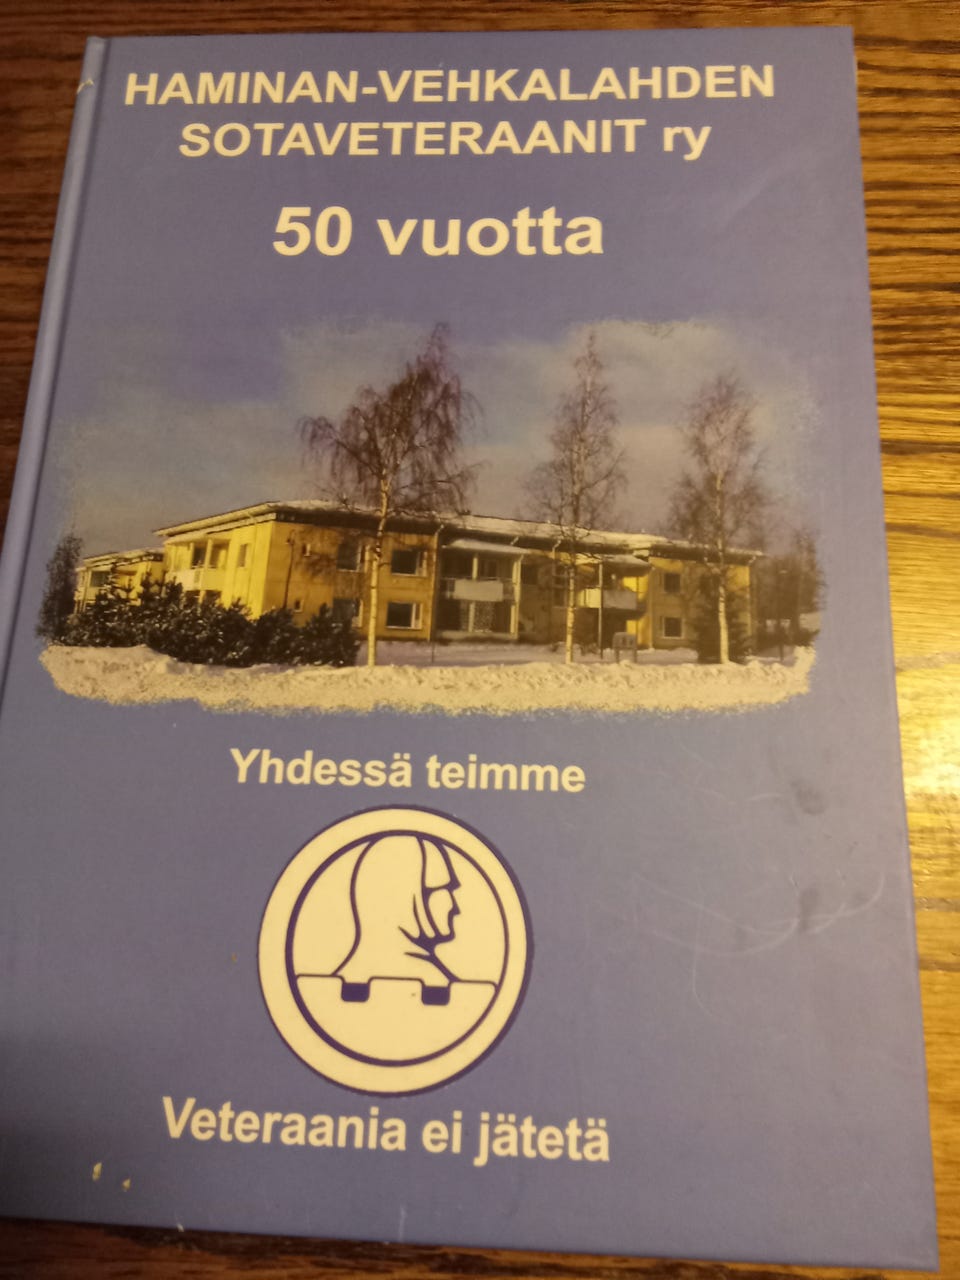 HAMINAN-VEHKALAHDEN
SOTAVETERAANIT ry
50 vuotta
Yhdessä teimme
Veteraania ei jätetä